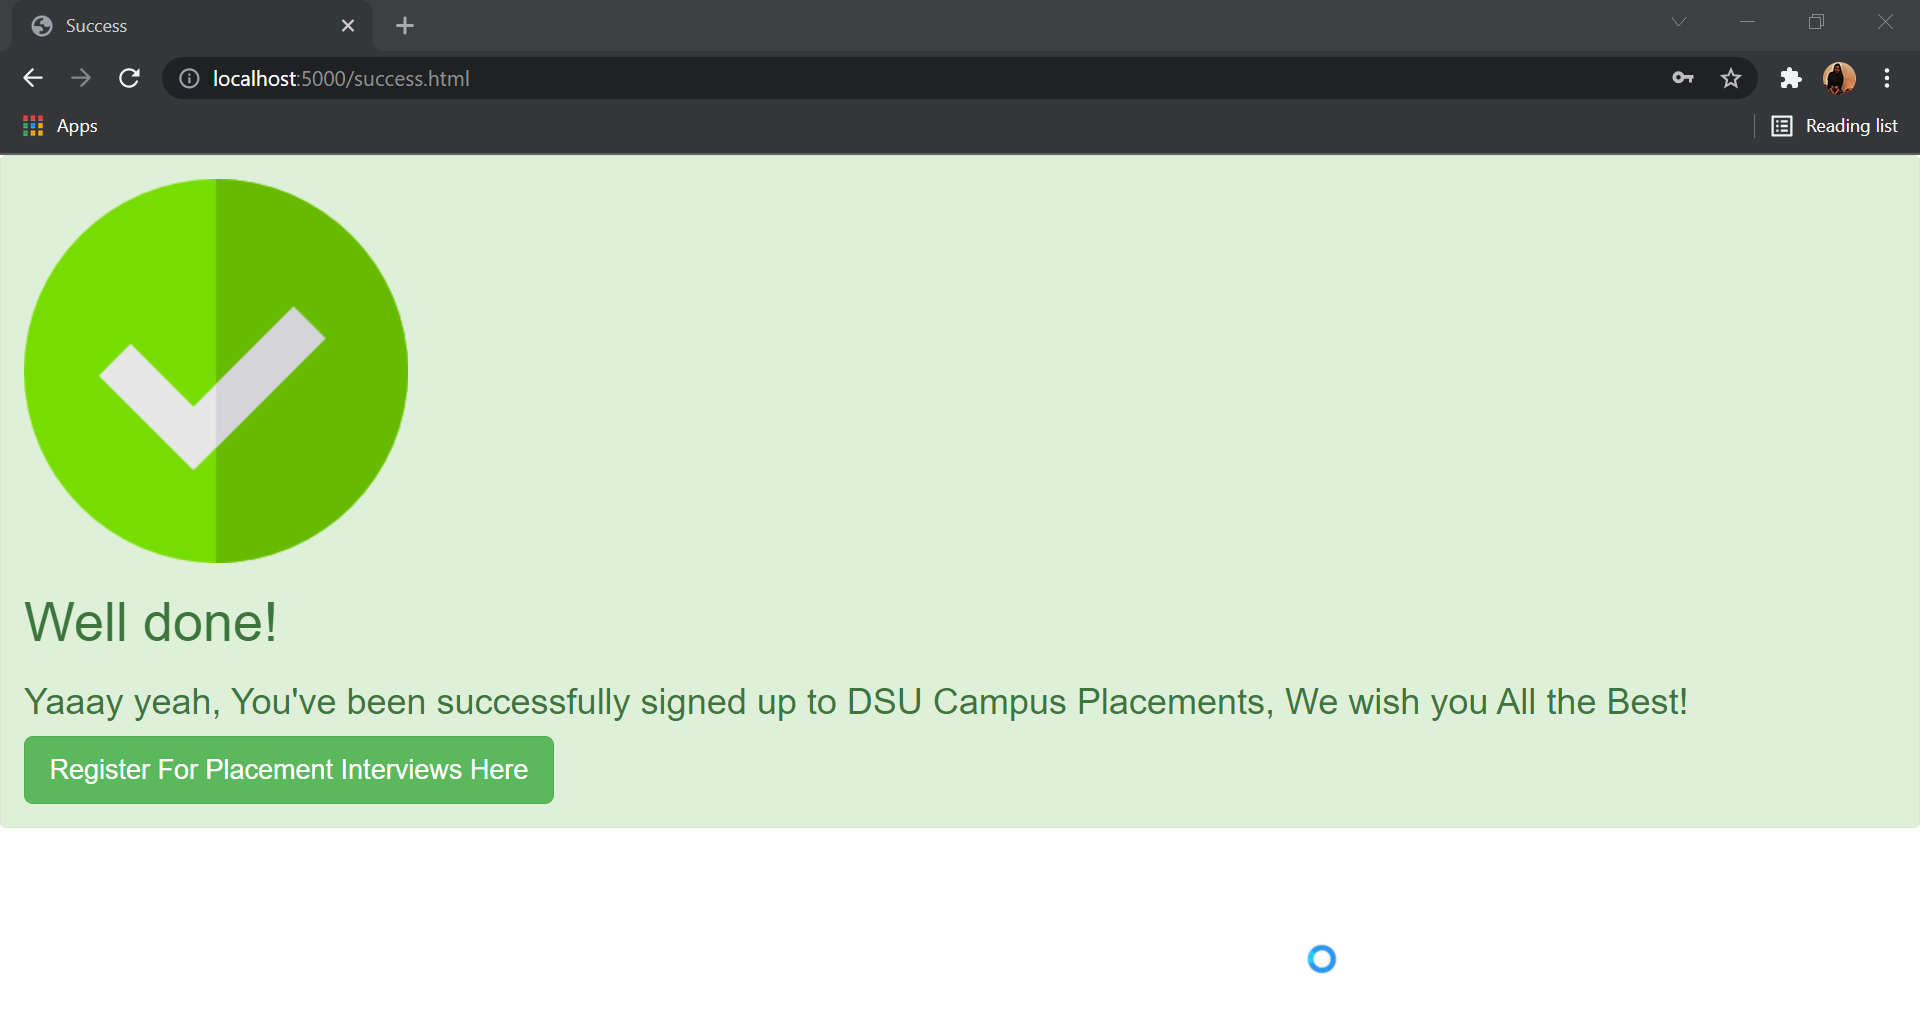 Success
localhost:5000/success.html
Apps
Reading list
Well done!
Yaaay yeah, You've been successfully signed up to DSU Campus Placements, We wish you All the Best!
Register For Placement Interviews Here